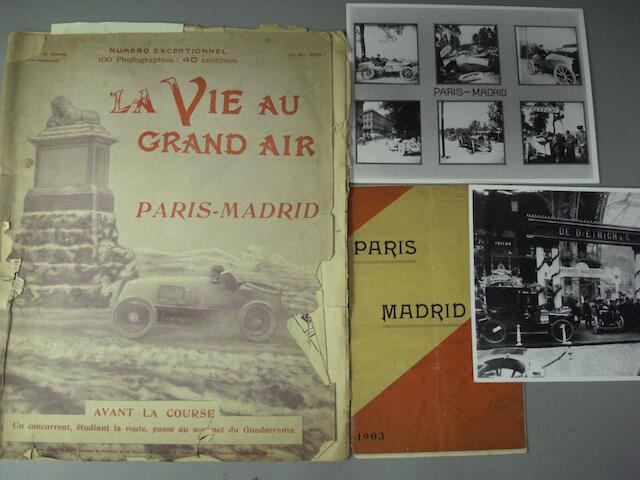 NUMERO EXCEPTIONNEL
100 Photographies : 40 centimes
LA VIE AU
GRAND AIR
PARIS-MADRID
AVANT LA COURSE
Un concurrent, étudiant la route, passe au sommet du Guadarrama.
PARIS-MADRID
PARIS
MADRID
1903
DE DIETRICH & C